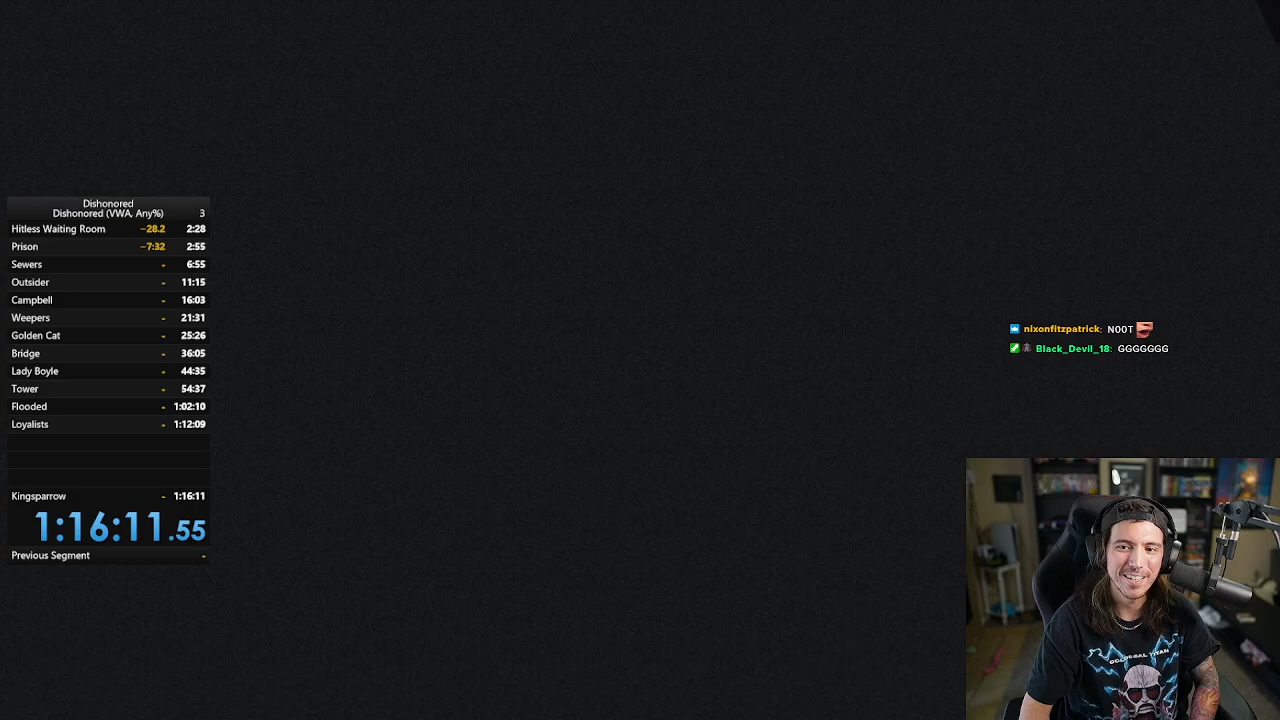 Dishonored
Dishonored (VWA, Any%) 3
Hitless Waiting Room −28.2 2:28
Prison −7:32 2:55
Sewers - 6:55
Outsider - 11:15
Campbell - 16:03
Weepers - 21:31
Golden Cat - 25:26
Bridge - 36:05
Lady Boyle - 44:35
Tower - 54:37
Flooded - 1:02:10
Loyalists - 1:12:09
Kingsparrow - 1:16:11
1:16:11.55
Previous Segment -
nixonfitzpatrick: N00T
Black_Devil_18: GGGGGGG
COLOSSAL TITAN